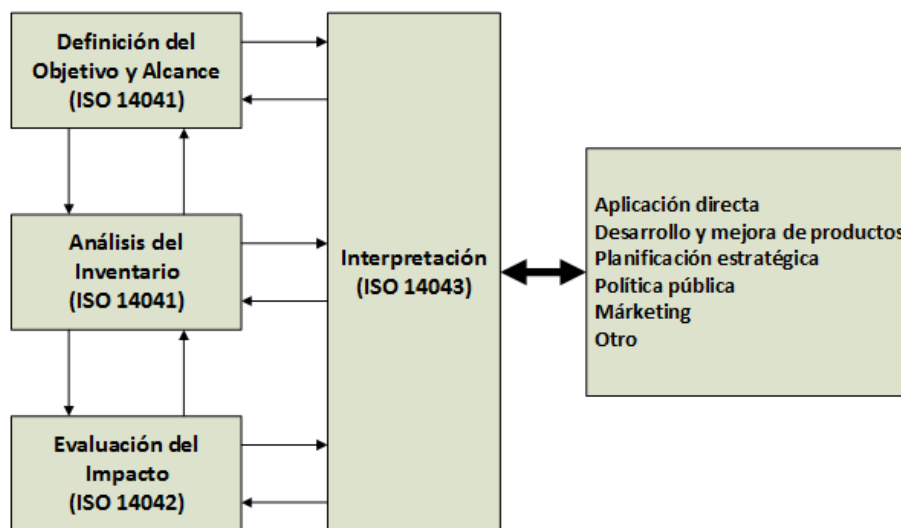 Definición del
Objetivo y Alcance
(ISO 14041)
Análisis del
Inventario
(ISO 14041)
Evaluación del
Impacto
(ISO 14042)
Interpretación
(ISO 14043)
Aplicación directa
Desarrollo y mejora de productos
Planificación estratégica
Política pública
Márketing
Otro